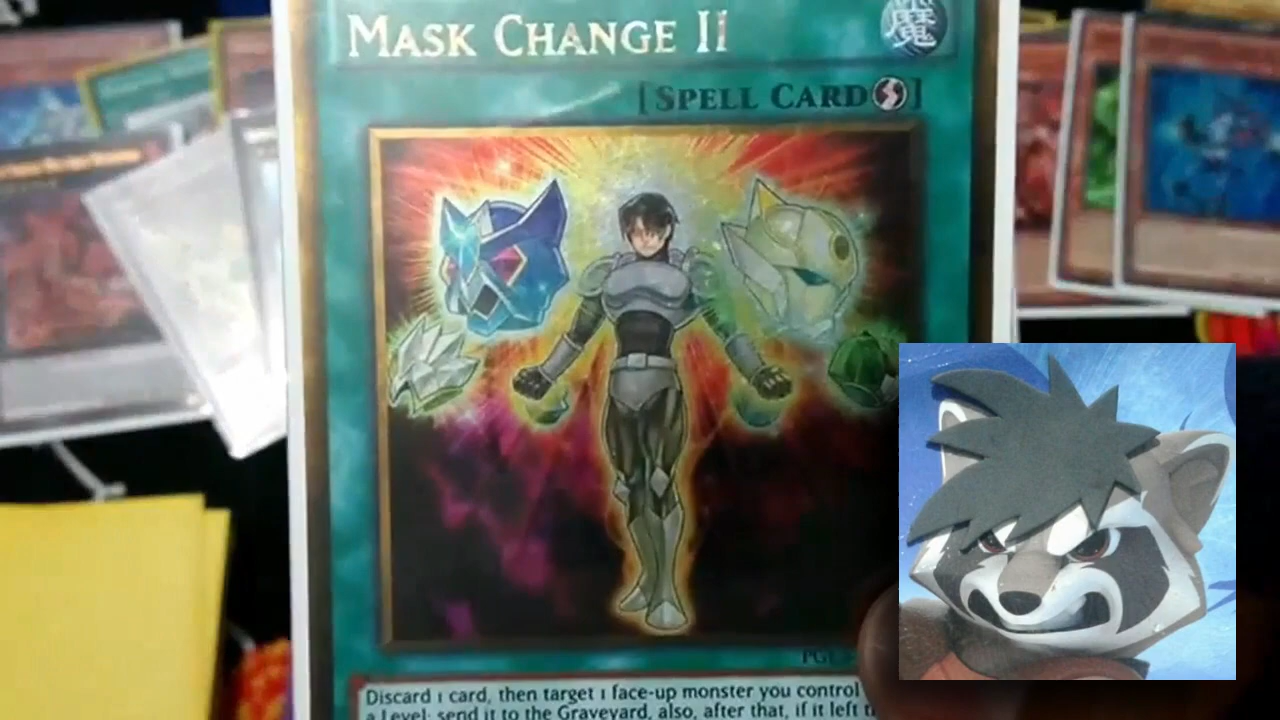 MASK CHANGE II
魔
[SPELL CARD]
Discard 1 card, then target 1 face-up monster you control
a Level; send it to the Graveyard, also, after that, if it left